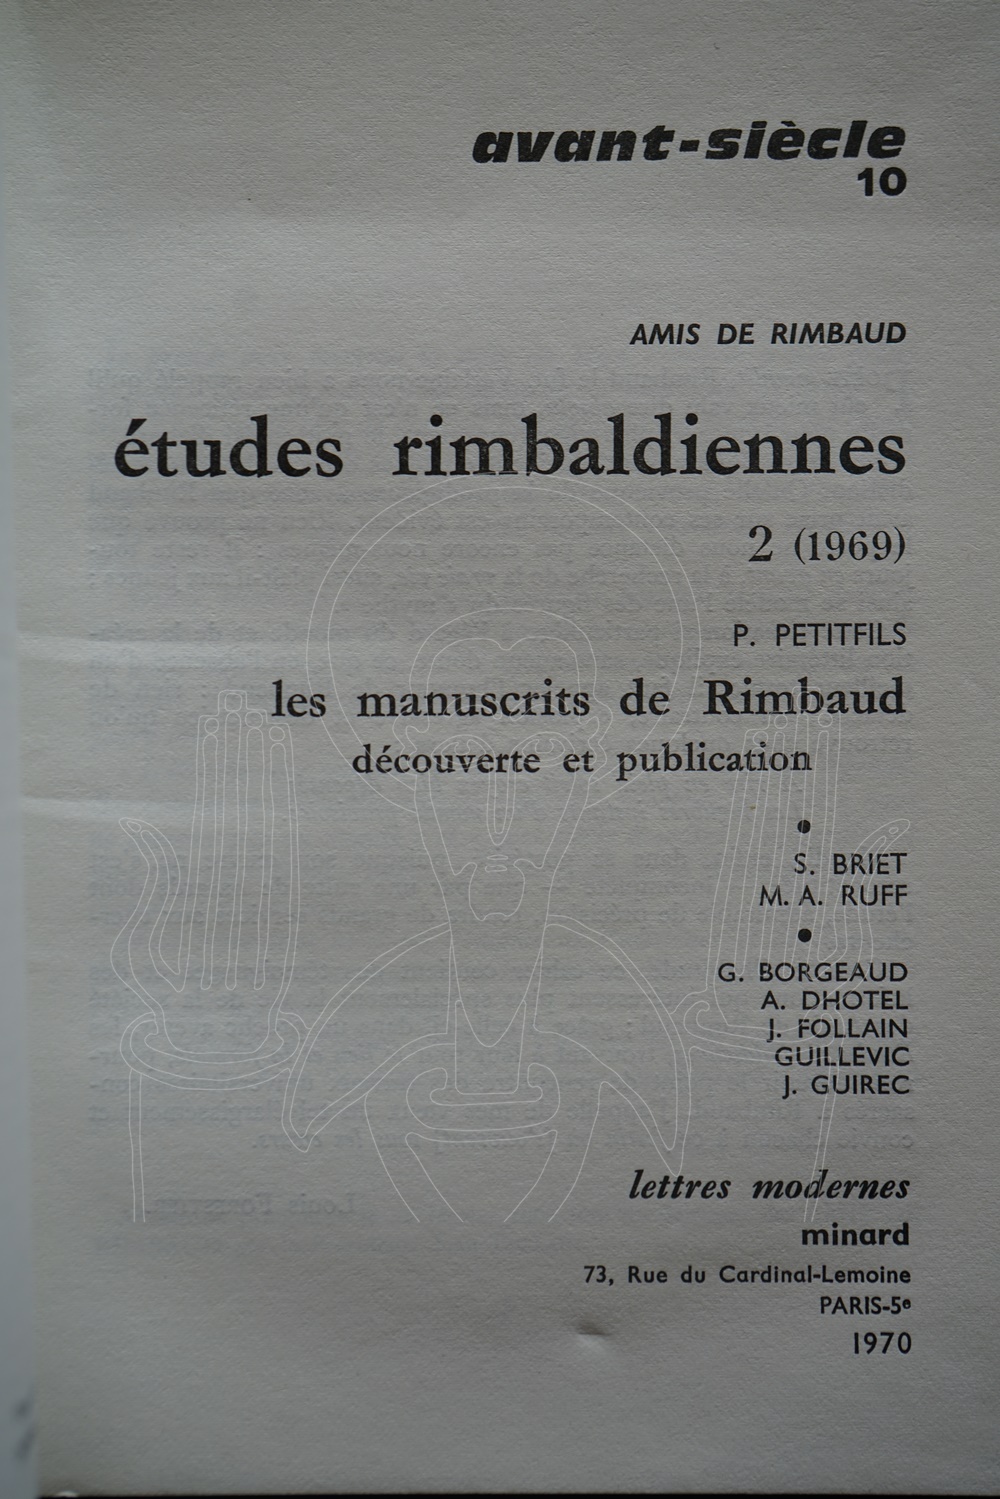 avant-siècle
10
AMIS DE RIMBAUD
études rimbaldiennes
2 (1969)
P. PETITFILS
les manuscrits de Rimbaud
découverte et publication
•
S. BRIET
M. A. RUFF
•
G. BORGEAUD
A. DHOTEL
J. FOLLAIN
GUILLEVIC
J. GUIREC
lettres modernes
minard
73, Rue du Cardinal-Lemoine
PARIS-5e
1970